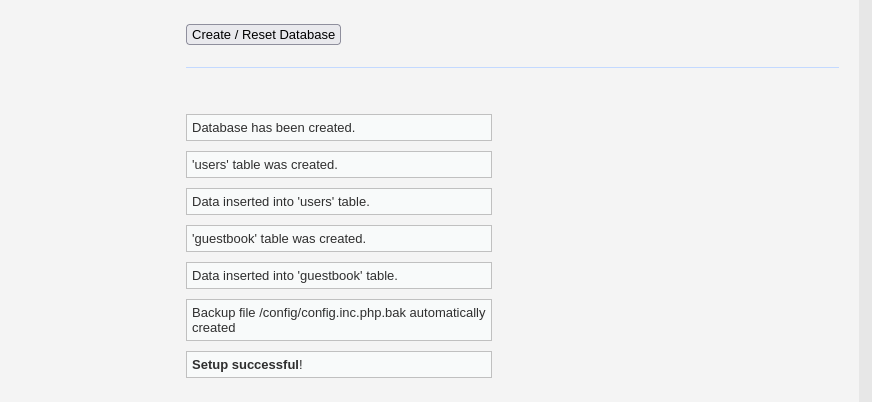 Create / Reset Database
Database has been created.
'users' table was created.
Data inserted into 'users' table.
'guestbook' table was created.
Data inserted into 'guestbook' table.
Backup file /config/config.inc.php.bak automatically
created
Setup successful!